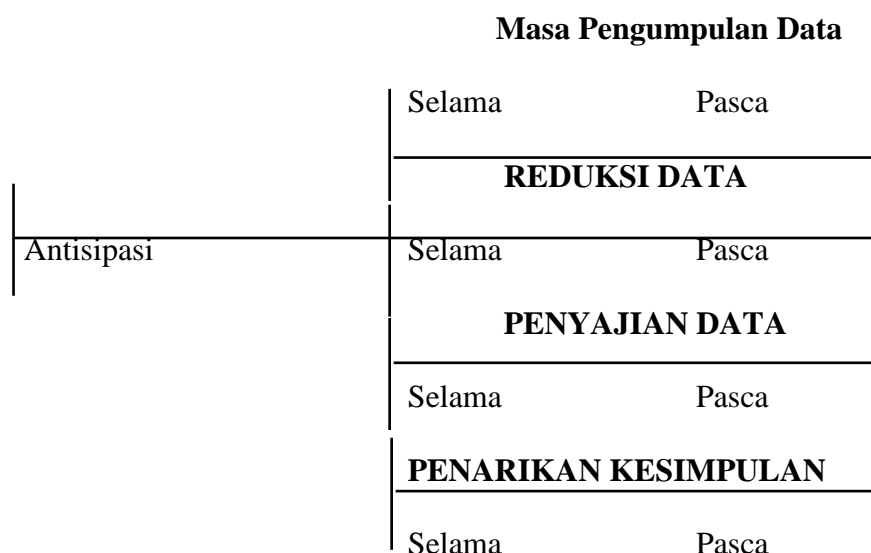 Masa Pengumpulan Data
Selama Pasca
REDUKSI DATA
Antisipasi Selama Pasca
PENYAJIAN DATA
Selama Pasca
PENARIKAN KESIMPULAN
Selama Pasca